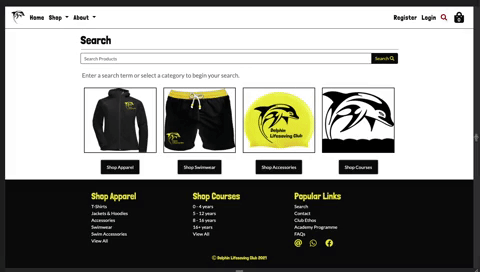 Home Shop About Register Login
Search
Search Products Search
Enter a search term or select a category to begin your search.
Dolphin
Lifesaving Club
Shop Apparel Shop Swimwear Shop Accessories Shop Courses
Shop Apparel
T-Shirts
Jackets & Hoodies
Accessories
Swimwear
Swim Accessories
View All
Shop Courses
0 - 4 years
5 - 12 years
8 - 16 years
16+ years
View All
Popular Links
Search
Contact
Club Ethos
Academy Programme
FAQs
© Dolphin Lifesaving Club 2021